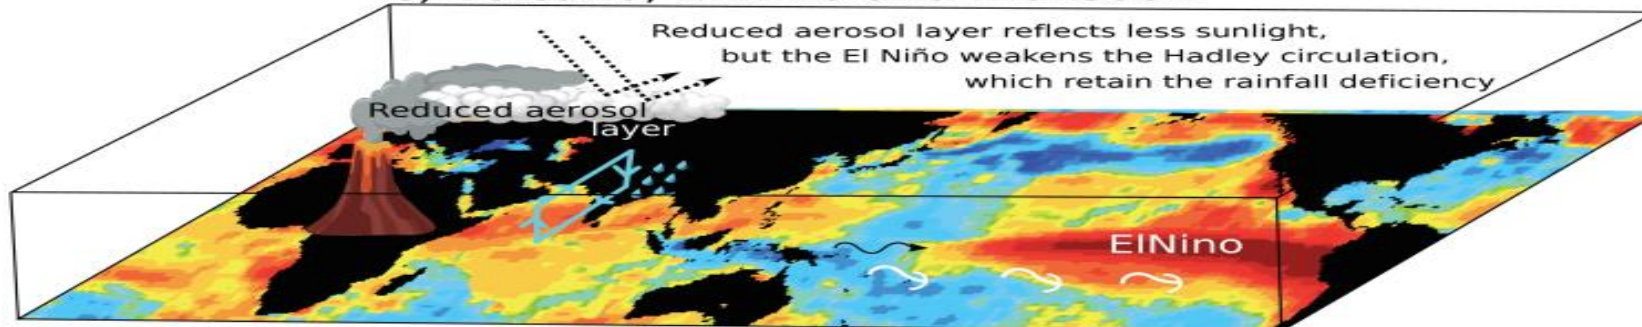 Reduced aerosol layer reflects less sunlight,
but the El Niño weakens the Hadley circulation,
which retain the rainfall deficiency
Reduced aerosol
layer
ElNino